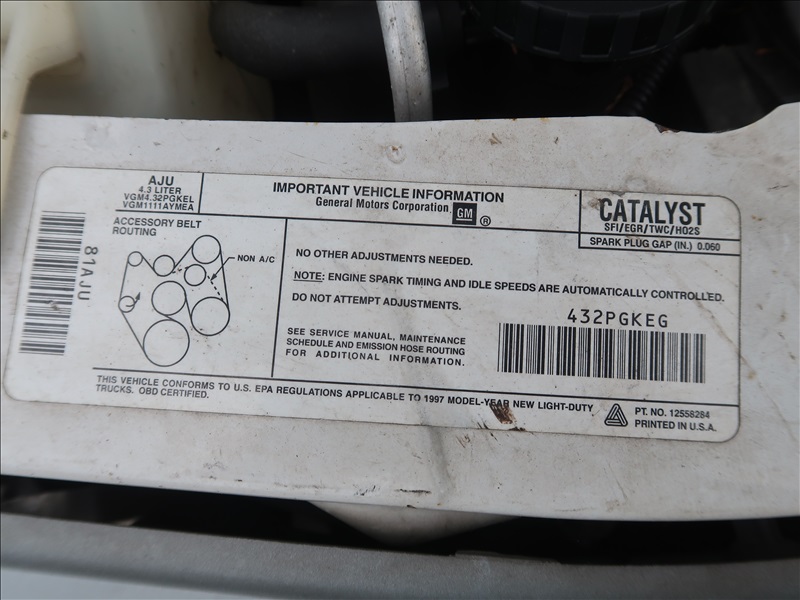 AJU
4.3 LITER
VGM4.32PGKEL
VGM1111AYMEA
IMPORTANT VEHICLE INFORMATION
General Motors Corporation GM ®
CATALYST
SFI/EGR/TWC/HO2S
SPARK PLUG GAP (IN.) 0.060
ACCESSORY BELT
ROUTING
NON A/C
81AJU
NO OTHER ADJUSTMENTS NEEDED.
NOTE: ENGINE SPARK TIMING AND IDLE SPEEDS ARE AUTOMATICALLY CONTROLLED.
DO NOT ATTEMPT ADJUSTMENTS.
432PGKEG
SEE SERVICE MANUAL, MAINTENANCE
SCHEDULE AND EMISSION HOSE ROUTING
FOR ADDITIONAL INFORMATION.
THIS VEHICLE CONFORMS TO U.S. EPA REGULATIONS APPLICABLE TO 1997 MODEL-YEAR NEW LIGHT-DUTY
TRUCKS. OBD CERTIFIED.
PT. NO. 12558284
PRINTED IN U.S.A.